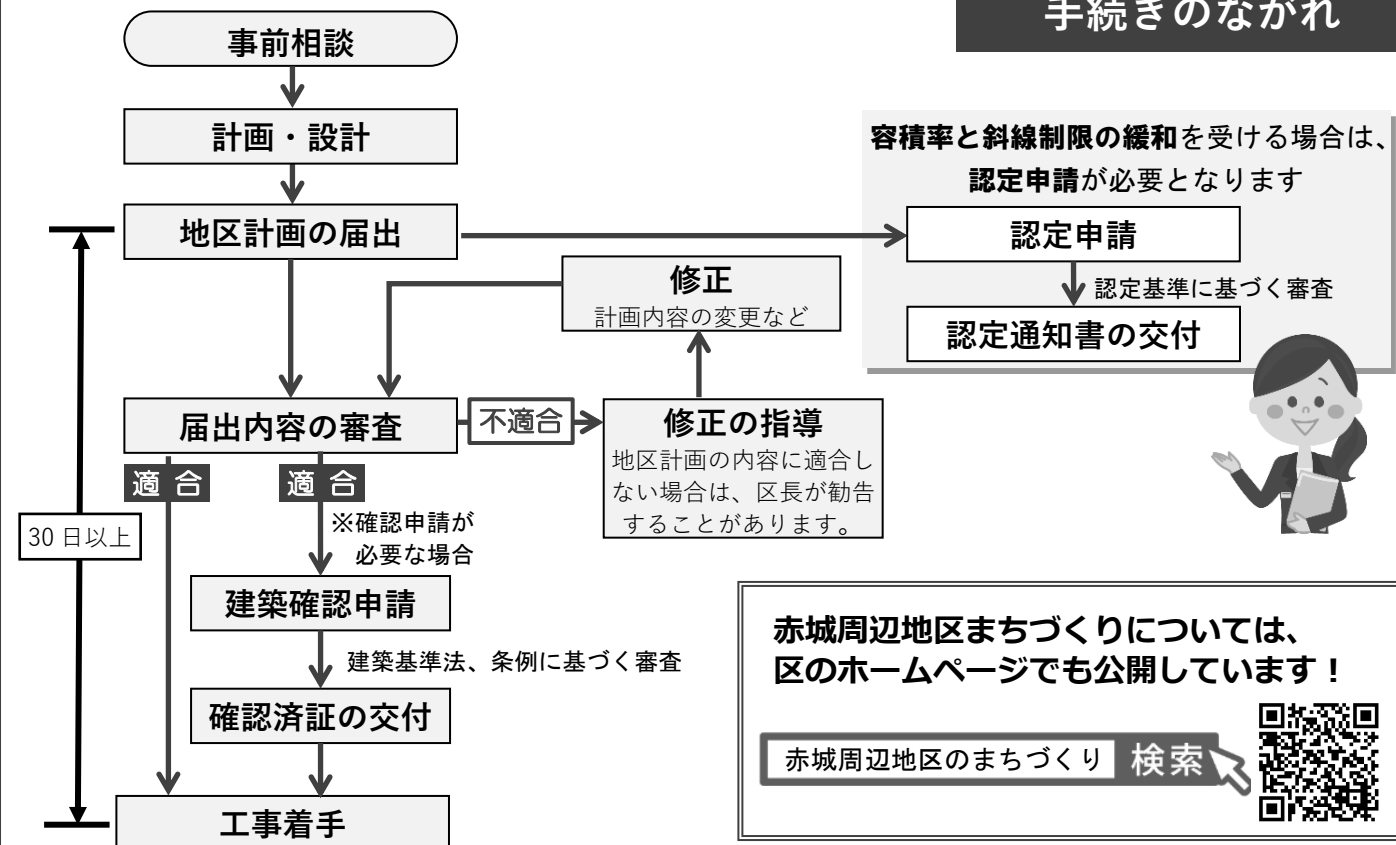 手続きのながれ
事前相談
計画・設計
地区計画の届出
容積率と斜線制限の緩和を受ける場合は、
認定申請が必要となります
認定申請
認定基準に基づく審査
認定通知書の交付
修正
計画内容の変更など
届出内容の審査
不適合
修正の指導
地区計画の内容に適合し
ない場合は、区長が勧告
することがあります。
適合
適合
※確認申請が
必要な場合
30日以上
建築確認申請
建築基準法、条例に基づく審査
確認済証の交付
工事着手
赤城周辺地区まちづくりについては、
区のホームページでも公開しています！
赤城周辺地区のまちづくり 検索